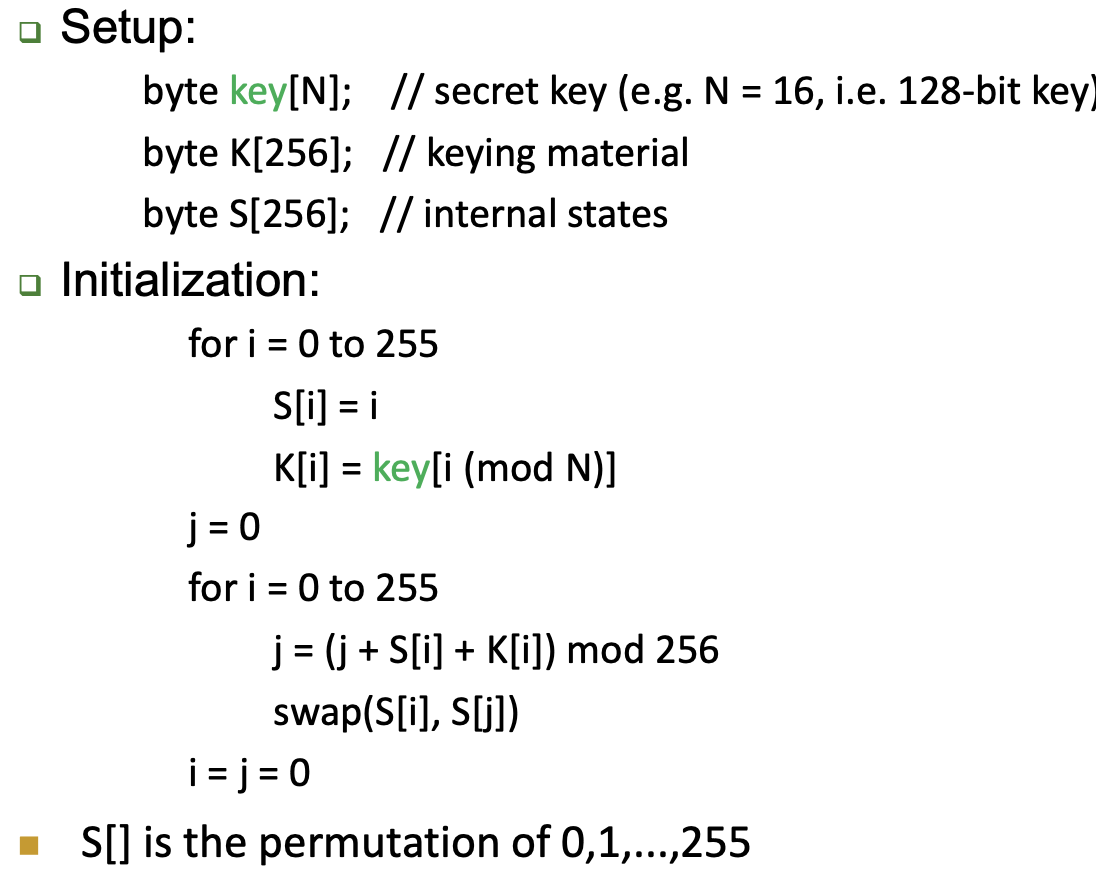 Setup:
byte key[N]; // secret key (e.g. N = 16, i.e. 128-bit key)
byte K[256]; // keying material
byte S[256]; // internal states
Initialization:
for i = 0 to 255
S[i] = i
K[i] = key[i (mod N)]
j = 0
for i = 0 to 255
j = (j + S[i] + K[i]) mod 256
swap(S[i], S[j])
i = j = 0
S[] is the permutation of 0,1,...,255